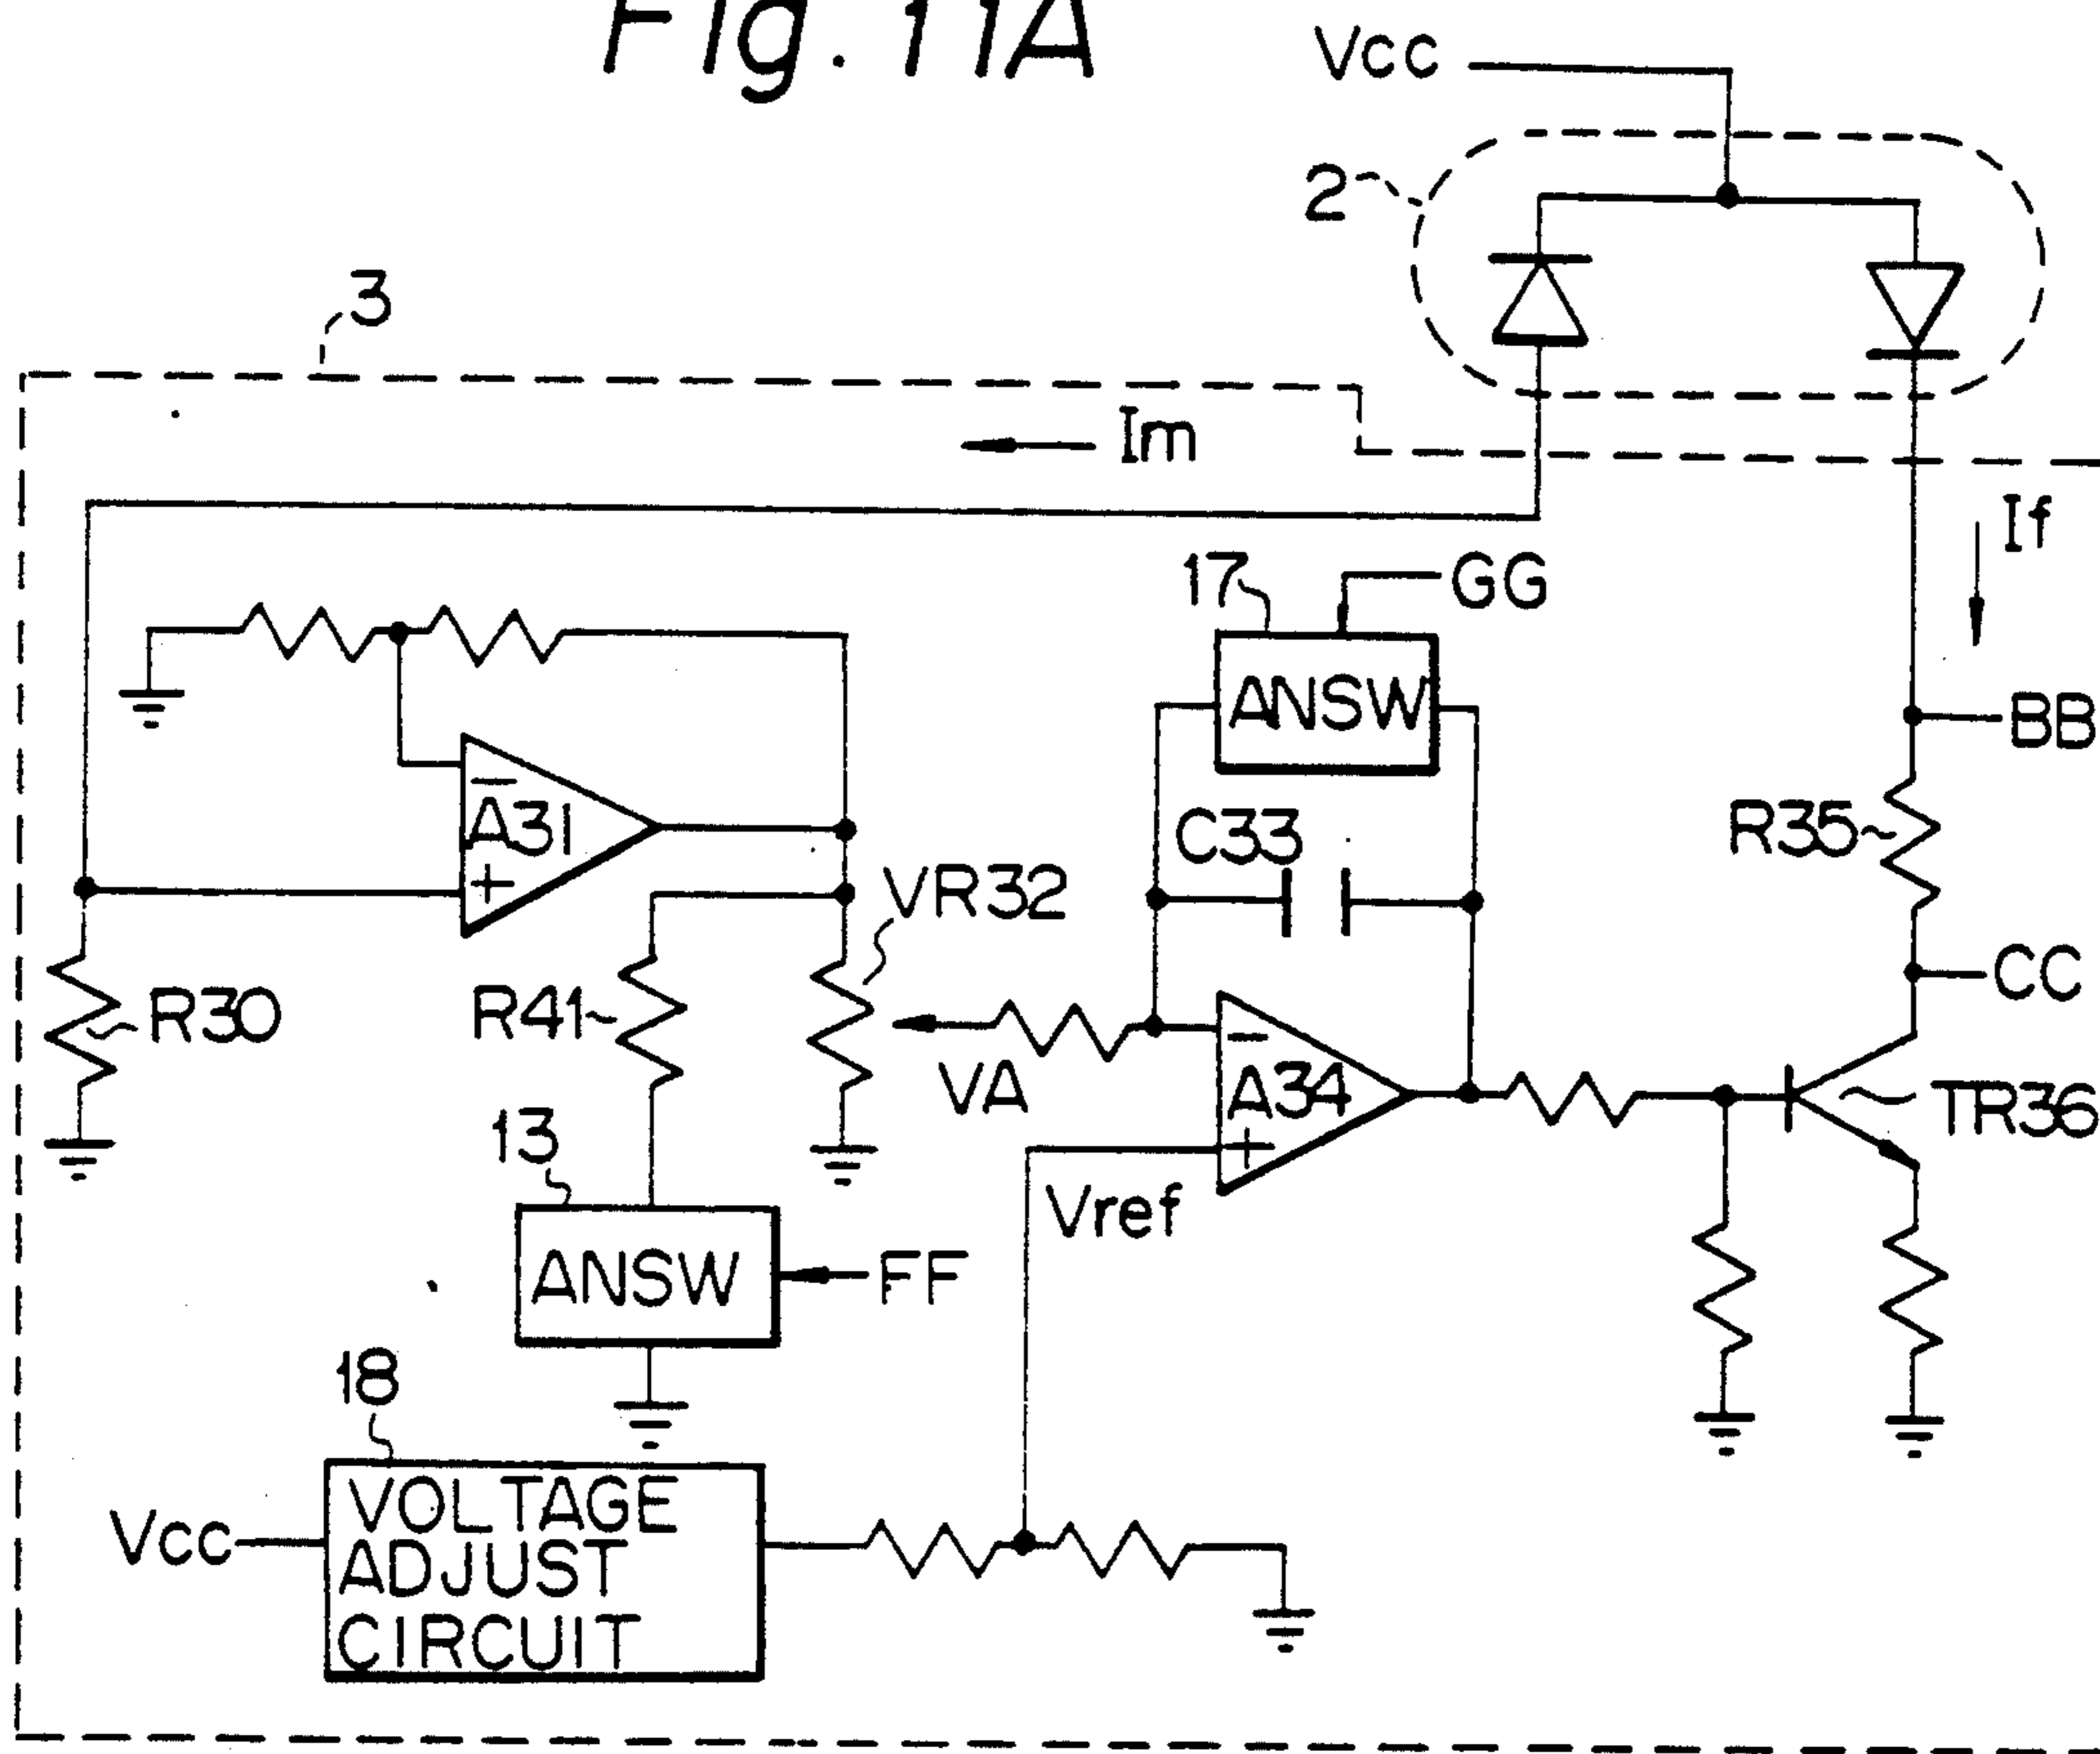 Fig. 11A
Vcc
2
3
Im
If
17
GG
ANSW
BB
A31
C33
R35
VR32
CC
R30
R41
VA
A34
TR36
13
Vref
ANSW
FF
18
Vcc
VOLTAGE
ADJUST
CIRCUIT